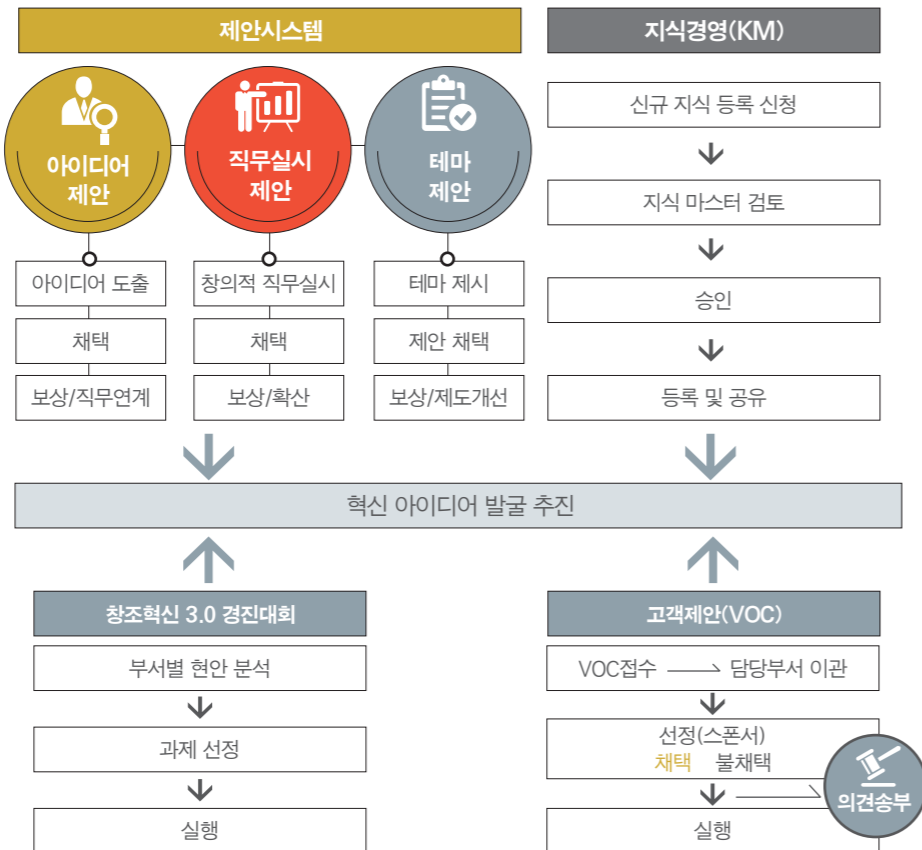 제안시스템
아이디어
제안
직무실시
제안
테마
제안
아이디어 도출
창의적 직무실시
테마 제시
채택
채택
제안 채택
보상/직무연계
보상/확산
보상/제도개선
지식경영(KM)
신규 지식 등록 신청
지식 마스터 검토
승인
등록 및 공유
혁신 아이디어 발굴 추진
창조혁신 3.0 경진대회
부서별 현안 분석
과제 선정
실행
고객제안(VOC)
VOC접수 담당부서 이관
선정(스폰서)
채택 불채택
의견송부
실행